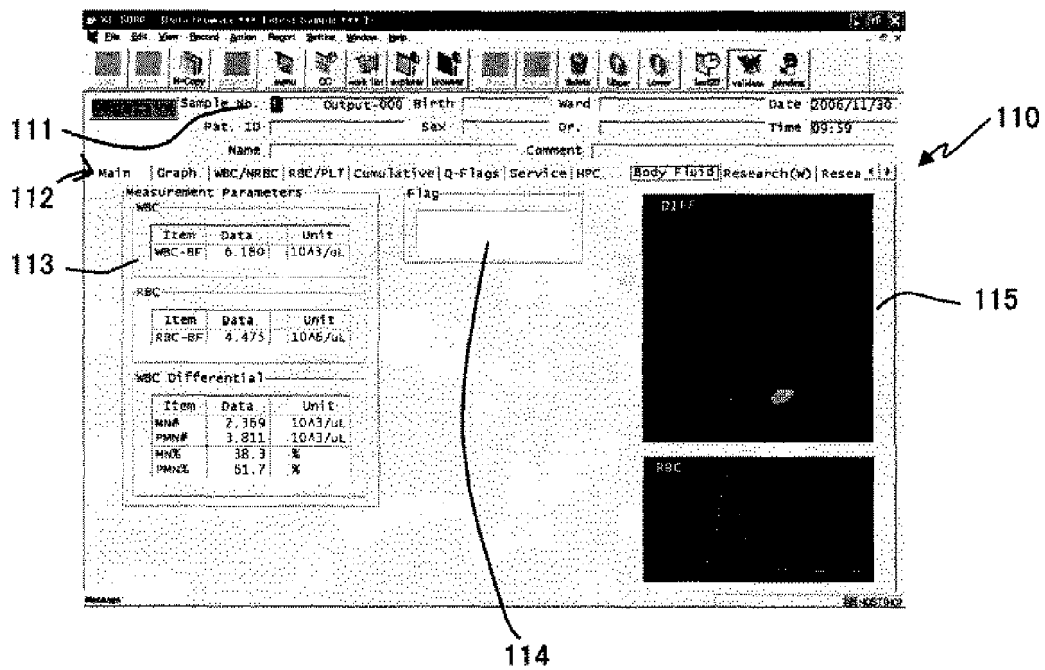 File Edit View Record Action Report Setting Window Help
H-Copy menu QC work list explorer browser delete Upper Lower last20 validate pending
Sample No. Output-000 Birth Ward Date 2006/11/30
Pat. ID Sex Dr. Time 09:59
Name Comment
111
110
Main Graph WBC/NRBC RBC/PLT Cumulative Q-Flags Service HPC Body Fluid Research(W) Resea
112
Measurement Parameters
Flag
DIFF
WBC
Item Data Unit
WBC-BF 6.180 10^3/uL
113
RBC
Item Data Unit
RBC-BF 4.475 10^6/uL
115
WBC Differential
Item Data Unit
MN# 2.369 10^3/uL
PMN# 3.811 10^3/uL
MN% 38.3 %
PMN% 61.7 %
RBC
114